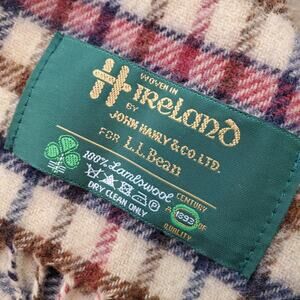 WOVEN IN
IRELAND
BY
JOHN HANLY & CO. LTD.
FOR L.L.Bean
100% Lambswool
DRY CLEAN ONLY
CENTURY
1893
OF
QUALITY